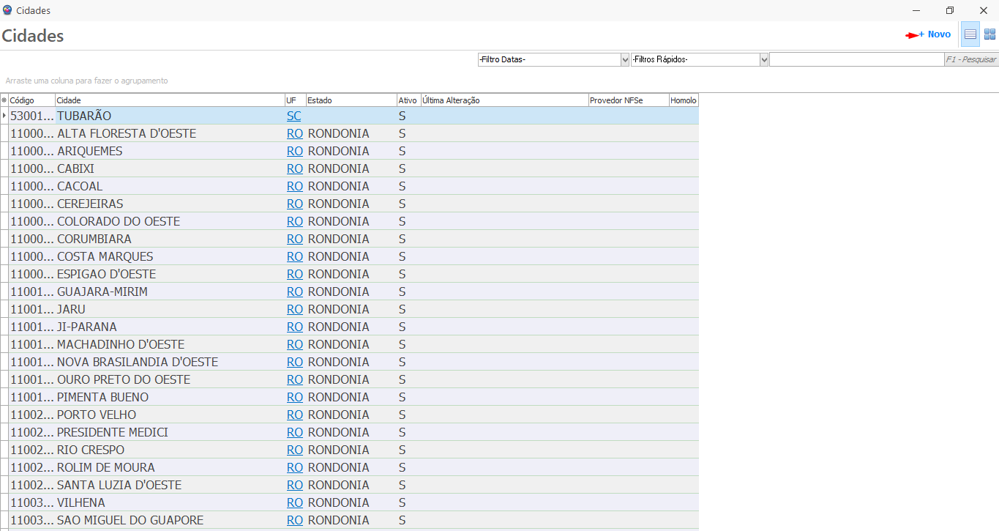 Cidades
Cidades
+ Novo
-Filtro Datas- -Filtros Rápidos- F1 - Pesquisar
Arraste uma coluna para fazer o agrupamento
Código Cidade UF Estado Ativo Última Alteração Provedor NFSe Homolo
53001... TUBARÃO SC S
11000... ALTA FLORESTA D'OESTE RO RONDONIA S
11000... ARIQUEMES RO RONDONIA S
11000... CABIXI RO RONDONIA S
11000... CACOAL RO RONDONIA S
11000... CEREJEIRAS RO RONDONIA S
11000... COLORADO DO OESTE RO RONDONIA S
11000... CORUMBIARA RO RONDONIA S
11000... COSTA MARQUES RO RONDONIA S
11000... ESPIGAO D'OESTE RO RONDONIA S
11001... GUAJARA-MIRIM RO RONDONIA S
11001... JARU RO RONDONIA S
11001... JI-PARANA RO RONDONIA S
11001... MACHADINHO D'OESTE RO RONDONIA S
11001... NOVA BRASILANDIA D'OESTE RO RONDONIA S
11001... OURO PRETO DO OESTE RO RONDONIA S
11001... PIMENTA BUENO RO RONDONIA S
11002... PORTO VELHO RO RONDONIA S
11002... PRESIDENTE MEDICI RO RONDONIA S
11002... RIO CRESPO RO RONDONIA S
11002... ROLIM DE MOURA RO RONDONIA S
11002... SANTA LUZIA D'OESTE RO RONDONIA S
11003... VILHENA RO RONDONIA S
11003... SAO MIGUEL DO GUAPORE RO RONDONIA S